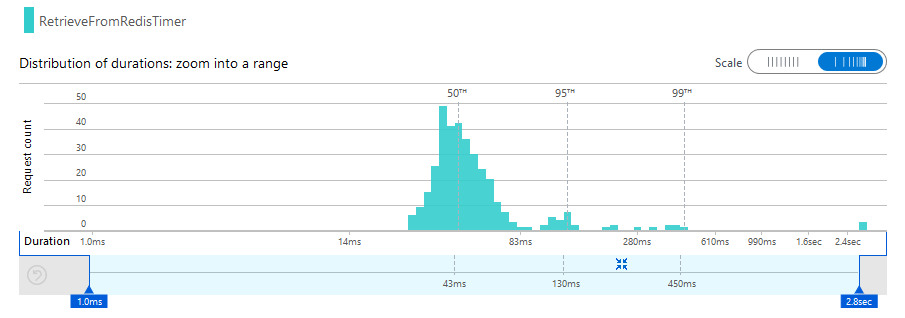 RetrieveFromRedisTimer
Distribution of durations: zoom into a range
Scale
50TH 95TH 99TH
50
40
30
20
10
0
Request count
Duration 1.0ms 14ms 83ms 280ms 610ms 990ms 1.6sec 2.4sec
43ms 130ms 450ms
1.0ms 2.8sec